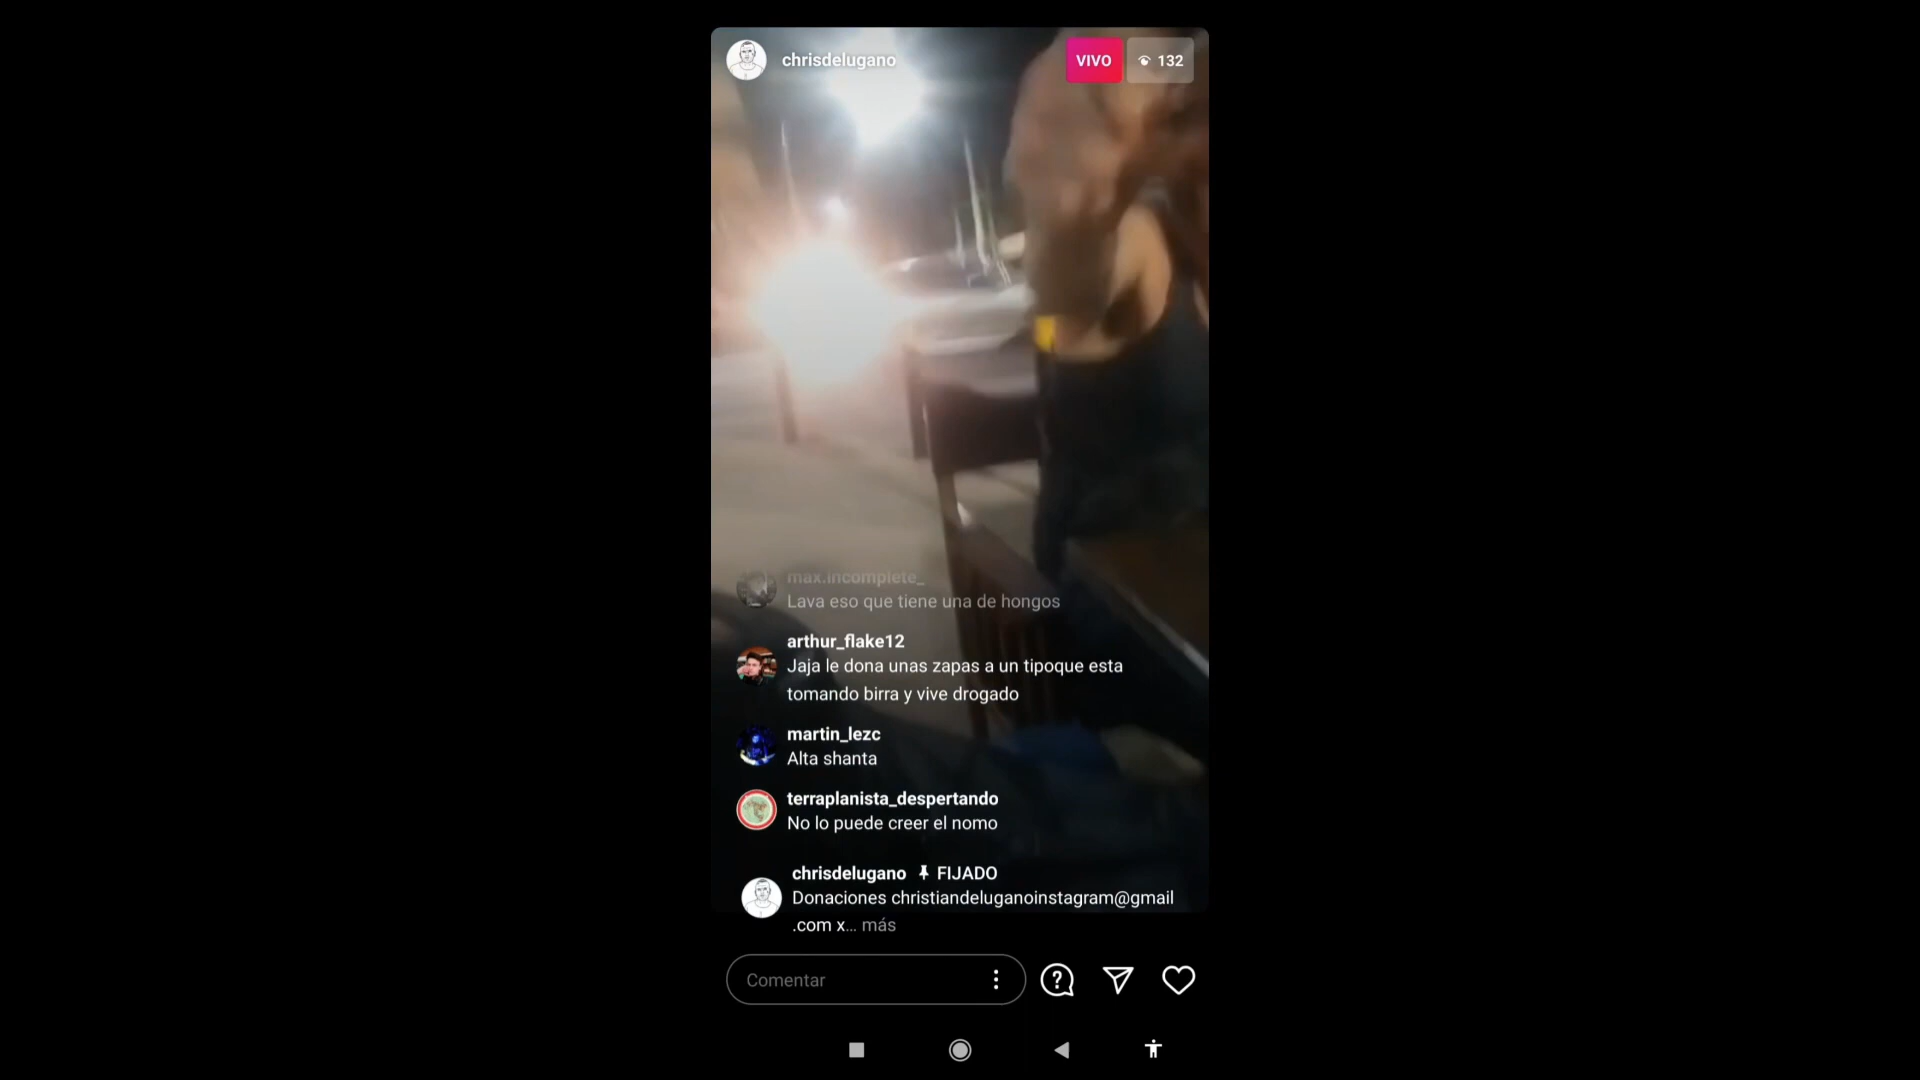 chrisdelugano
VIVO
132
max.incomplete_
Lava eso que tiene una de hongos
arthur_flake12
Jaja le dona unas zapas a un tipoque esta
tomando birra y vive drogado
martin_lezc
Alta shanta
terraplanista_despertando
No lo puede creer el nomo
chrisdelugano FIJADO
Donaciones christiandeluganoinstagram@gmail
.com x... más
Comentar